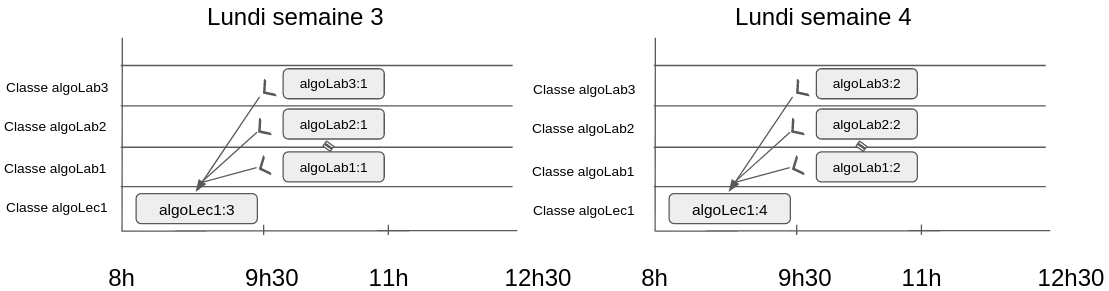 Lundi semaine 3
Classe algoLab3
algoLab3:1
Classe algoLab2
algoLab2:1
Classe algoLab1
algoLab1:1
Classe algoLec1
algoLec1:3
8h 9h30 11h 12h30
Lundi semaine 4
Classe algoLab3
algoLab3:2
Classe algoLab2
algoLab2:2
Classe algoLab1
algoLab1:2
Classe algoLec1
algoLec1:4
8h 9h30 11h 12h30